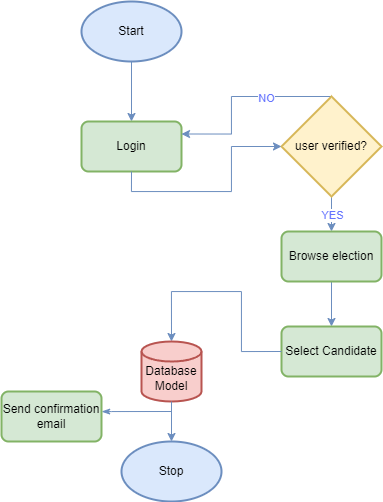 Start
NO
Login
user verified?
YES
Browse election
Select Candidate
Database
Model
Send confirmation
email
Stop